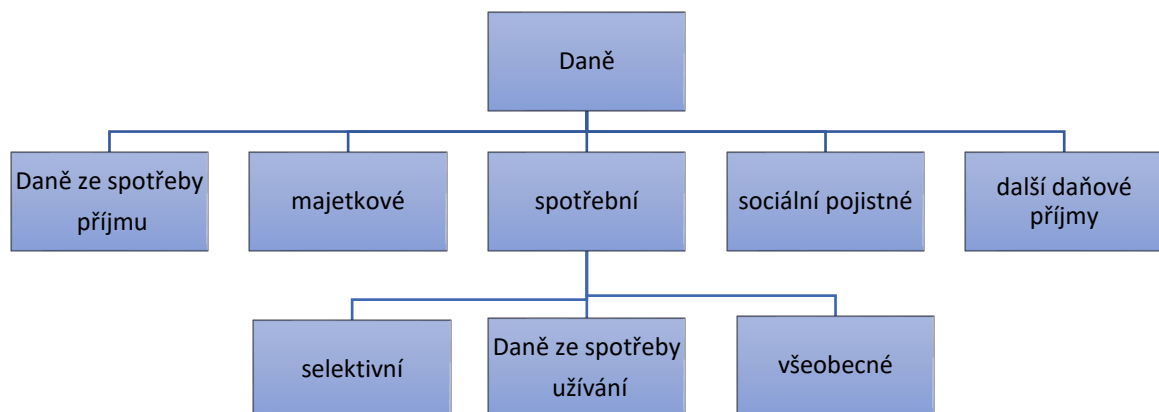 Daně
Daně ze spotřeby
příjmu
majetkové
spotřební
sociální pojistné
další daňové
příjmy
selektivní
Daně ze spotřeby
užívání
všeobecné